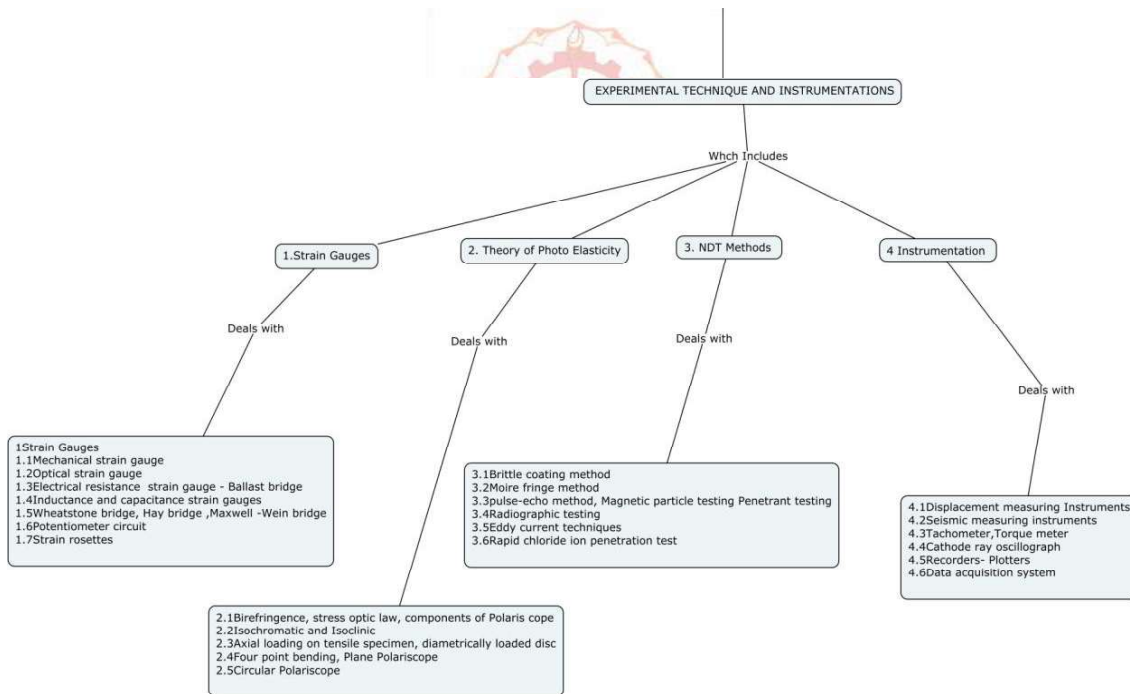 EXPERIMENTAL TECHNIQUE AND INSTRUMENTATIONS
Whch Includes
1.Strain Gauges
2. Theory of Photo Elasticity
3. NDT Methods
4 Instrumentation
Deals with
Deals with
Deals with
Deals with
1Strain Gauges
1.1Mechanical strain gauge
1.2Optical strain gauge
1.3Electrical resistance strain gauge - Ballast bridge
1.4Inductance and capacitance strain gauges
1.5Wheatstone bridge, Hay bridge ,Maxwell -Wein bridge
1.6Potentiometer circuit
1.7Strain rosettes
2.1Birefringence, stress optic law, components of Polaris cope
2.2Isochromatic and Isoclinic
2.3Axial loading on tensile specimen, diametrically loaded disc
2.4Four point bending, Plane Polariscope
2.5Circular Polariscope
3.1Brittle coating method
3.2Moire fringe method
3.3pulse-echo method, Magnetic particle testing Penetrant testing
3.4Radiographic testing
3.5Eddy current techniques
3.6Rapid chloride ion penetration test
4.1Displacement measuring Instruments
4.2Seismic measuring instruments
4.3Tachometer,Torque meter
4.4Cathode ray oscillograph
4.5Recorders- Plotters
4.6Data acquisition system